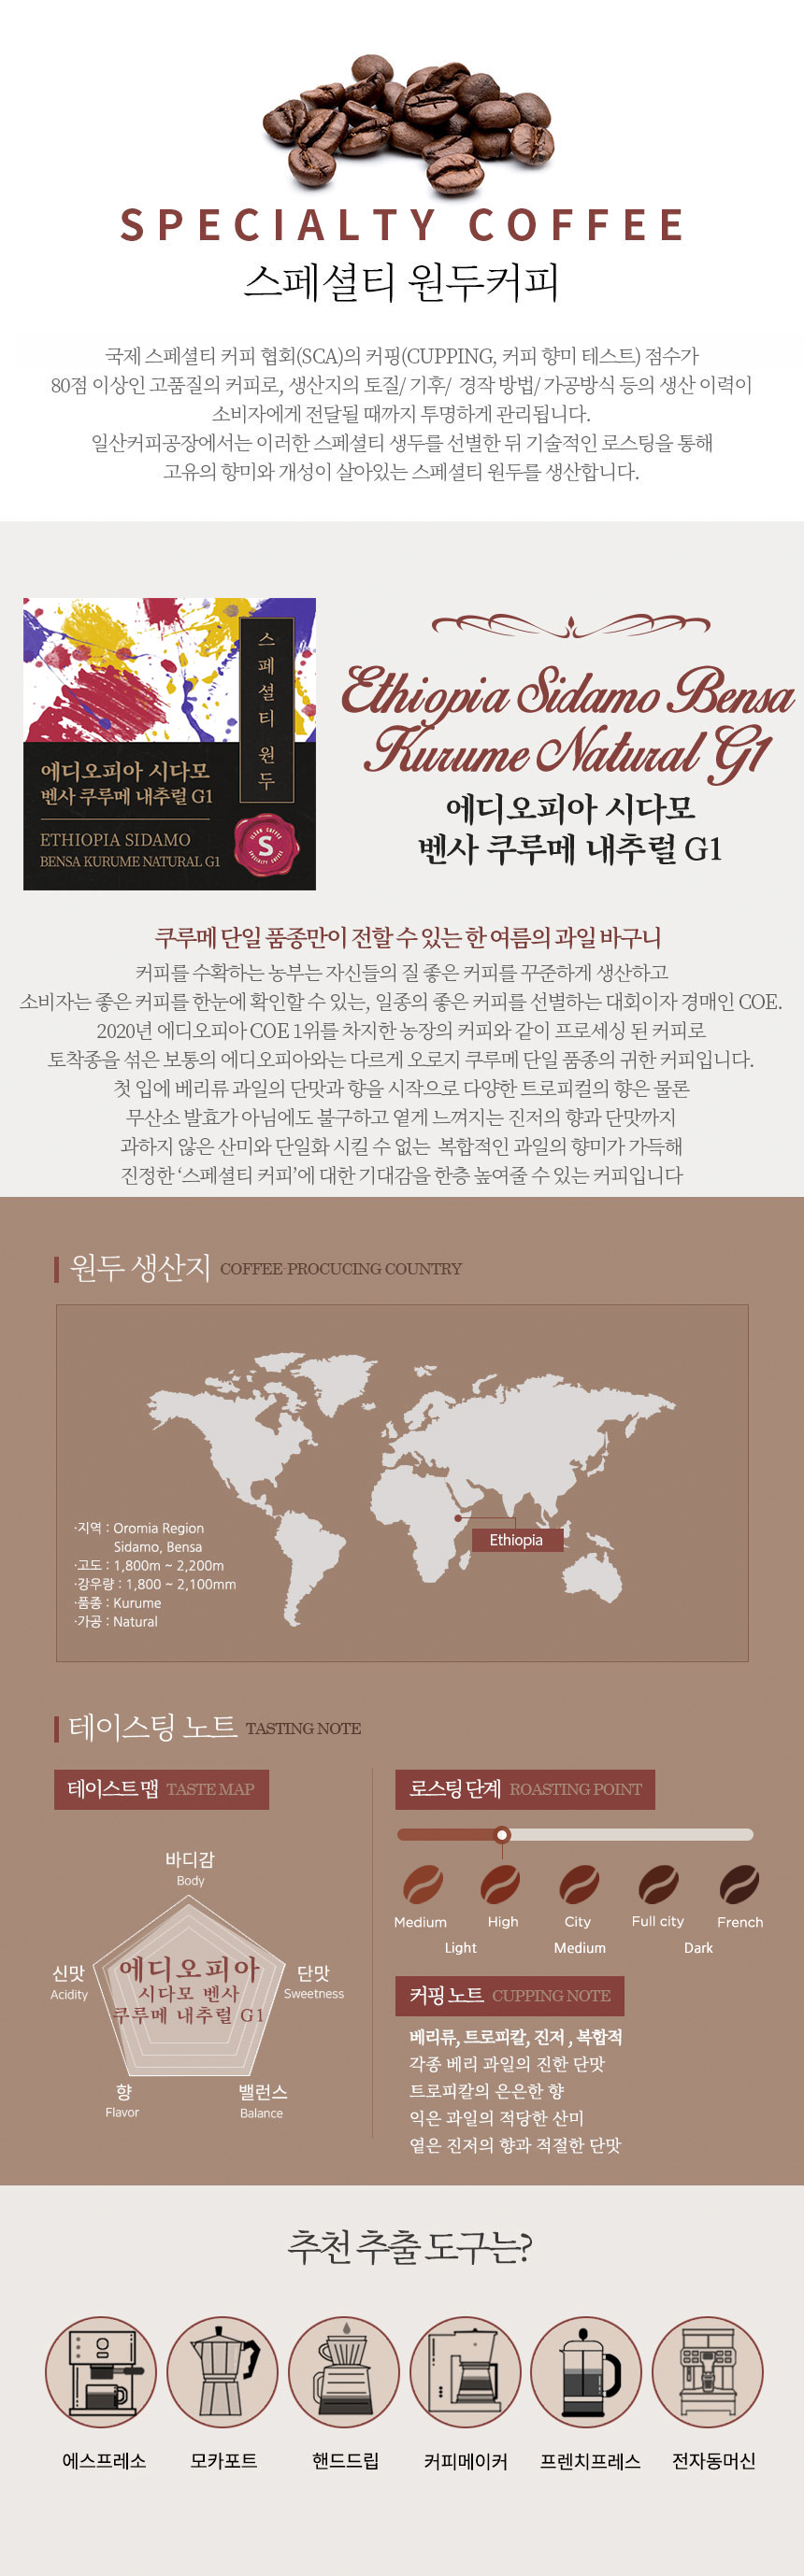 SPECIALTY COFFEE
스페셜티 원두커피
국제 스페셜티 커피 협회(SCA)의 커핑(CUPPING, 커피 향미 테스트) 점수가
80점 이상인 고품질의 커피로, 생산지의 토질/ 기후/ 경작 방법/ 가공방식 등의 생산 이력이
소비자에게 전달될 때까지 투명하게 관리됩니다.
일산커피공장에서는 이러한 스페셜티 생두를 선별한 뒤 기술적인 로스팅을 통해
고유의 향미와 개성이 살아있는 스페셜티 원두를 생산합니다.
스페셜티 원두
에디오피아 시다모
벤사 쿠루메 내추럴 G1
ETHIOPIA SIDAMO
BENSA KURUME NATURAL G1
ILSAN COFFEE
S
SPECIALTY COFFEE
Ethiopia Sidamo Bensa
Kurume Natural G1
에디오피아 시다모
벤사 쿠루메 내추럴 G1
쿠루메 단일 품종만이 전할 수 있는 한 여름의 과일 바구니
커피를 수확하는 농부는 자신들의 질 좋은 커피를 꾸준하게 생산하고
소비자는 좋은 커피를 한눈에 확인할 수 있는, 일종의 좋은 커피를 선별하는 대회이자 경매인 COE.
2020년 에디오피아 COE 1위를 차지한 농장의 커피와 같이 프로세싱 된 커피로
토착종을 섞은 보통의 에디오피아와는 다르게 오로지 쿠루메 단일 품종의 귀한 커피입니다.
첫 입에 베리류 과일의 단맛과 향을 시작으로 다양한 트로피컬의 향은 물론
무산소 발효가 아님에도 불구하고 옅게 느껴지는 진저의 향과 단맛까지
과하지 않은 산미와 단일화 시킬 수 없는 복합적인 과일의 향미가 가득해
진정한 ‘스페셜티 커피’에 대한 기대감을 한층 높여줄 수 있는 커피입니다
원두 생산지 COFFEE-PROCUCING COUNTRY
Ethiopia
·지역 : Oromia Region
Sidamo, Bensa
·고도 : 1,800m ~ 2,200m
·강우량 : 1,800 ~ 2,100mm
·품종 : Kurume
·가공 : Natural
테이스팅 노트 TASTING NOTE
테이스트 맵 TASTE MAP
바디감
Body
신맛
Acidity
단맛
Sweetness
에디오피아
시다모 벤사
쿠루메 내추럴 G1
향
Flavor
밸런스
Balance
로스팅 단계 ROASTING POINT
Medium High City Full city French
Light Medium Dark
커핑 노트 CUPPING NOTE
베리류, 트로피칼, 진저 , 복합적
각종 베리 과일의 진한 단맛
트로피칼의 은은한 향
익은 과일의 적당한 산미
옅은 진저의 향과 적절한 단맛
추천 추출 도구는?
에스프레소 모카포트 핸드드립 커피메이커 프렌치프레스 전자동머신